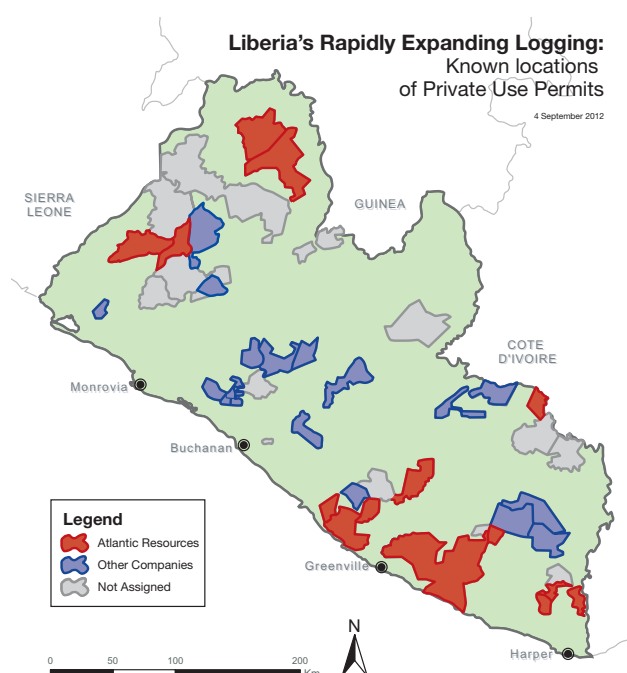 Liberia's Rapidly Expanding Logging:
Known locations
of Private Use Permits
4 September 2012
SIERRA
LEONE
GUINEA
COTE
D'IVOIRE
Monrovia
Buchanan
Greenville
Harper
Legend
Atlantic Resources
Other Companies
Not Assigned
N
0 50 100 200
Km